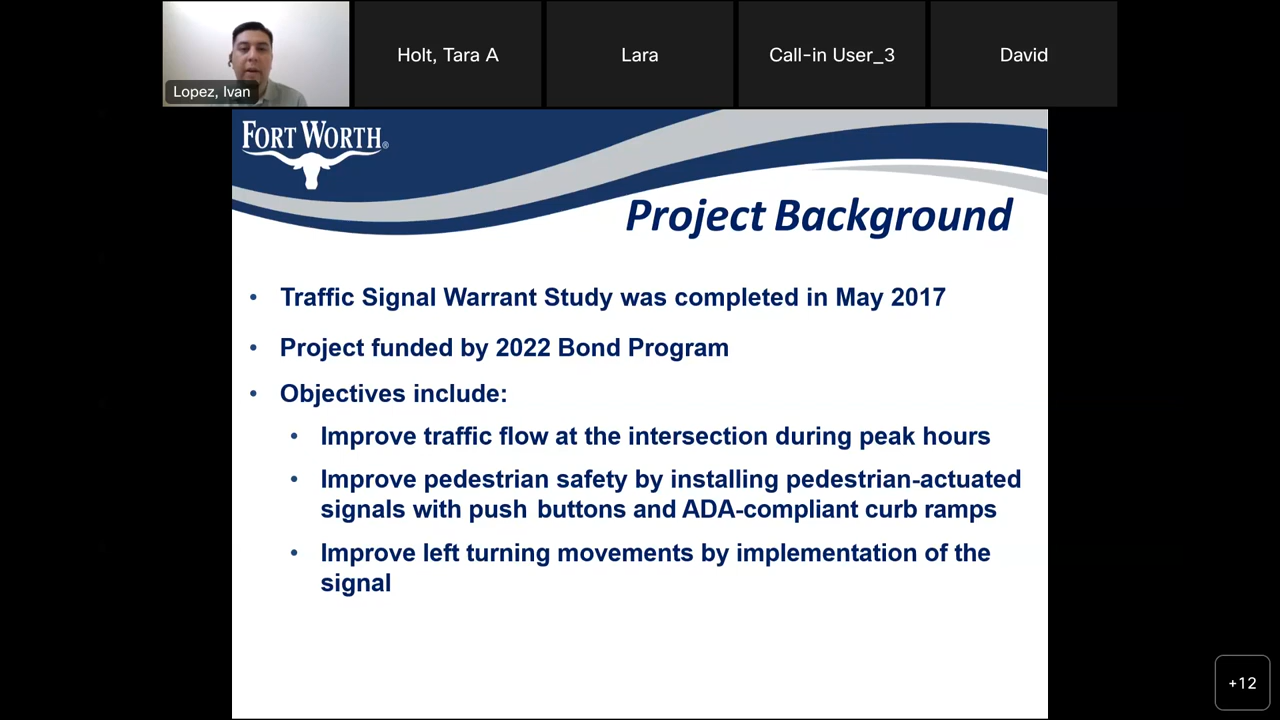 Lopez, Ivan
Holt, Tara A
Lara
Call-in User_3
David
FORT WORTH®
Project Background
• Traffic Signal Warrant Study was completed in May 2017
• Project funded by 2022 Bond Program
• Objectives include:
• Improve traffic flow at the intersection during peak hours
• Improve pedestrian safety by installing pedestrian-actuated
signals with push buttons and ADA-compliant curb ramps
• Improve left turning movements by implementation of the
signal
+12